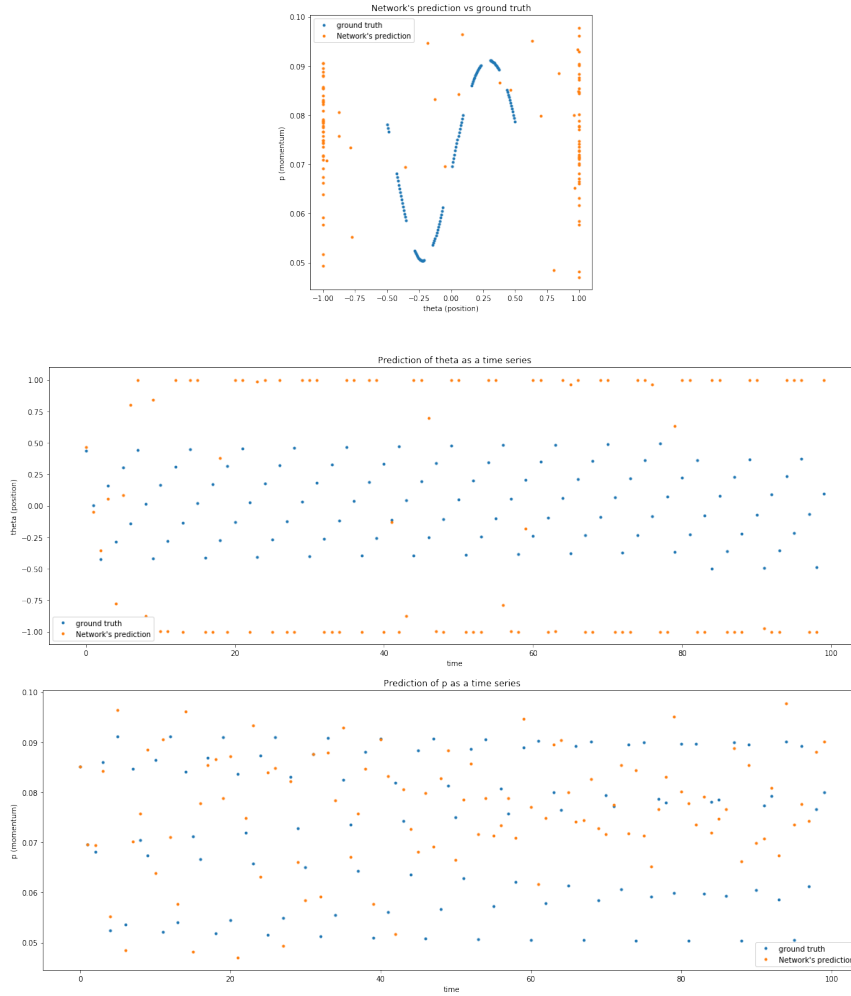 Network's prediction vs ground truth
ground truth
Network's prediction
0.10
0.09
0.08
0.07
0.06
0.05
p (momentum)
−1.00 −0.75 −0.50 −0.25 0.00 0.25 0.50 0.75 1.00
theta (position)
Prediction of theta as a time series
1.00
0.75
0.50
0.25
0.00
−0.25
−0.50
−0.75
−1.00
theta (position)
ground truth
Network's prediction
0 20 40 60 80 100
time
Prediction of p as a time series
0.10
0.09
0.08
0.07
0.06
0.05
p (momentum)
ground truth
Network's prediction
0 20 40 60 80 100
time